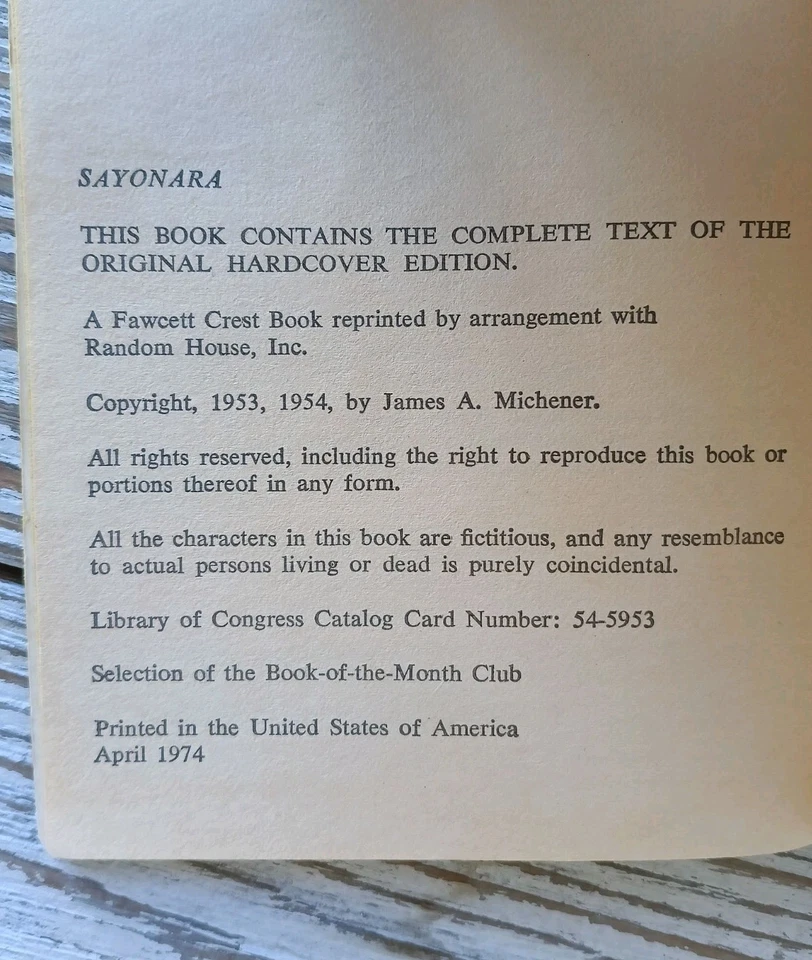 SAYONARA
THIS BOOK CONTAINS THE COMPLETE TEXT OF THE
ORIGINAL HARDCOVER EDITION.
A Fawcett Crest Book reprinted by arrangement with
Random House, Inc.
Copyright, 1953, 1954, by James A. Michener.
All rights reserved, including the right to reproduce this book or
portions thereof in any form.
All the characters in this book are fictitious, and any resemblance
to actual persons living or dead is purely coincidental.
Library of Congress Catalog Card Number: 54-5953
Selection of the Book-of-the-Month Club
Printed in the United States of America
April 1974